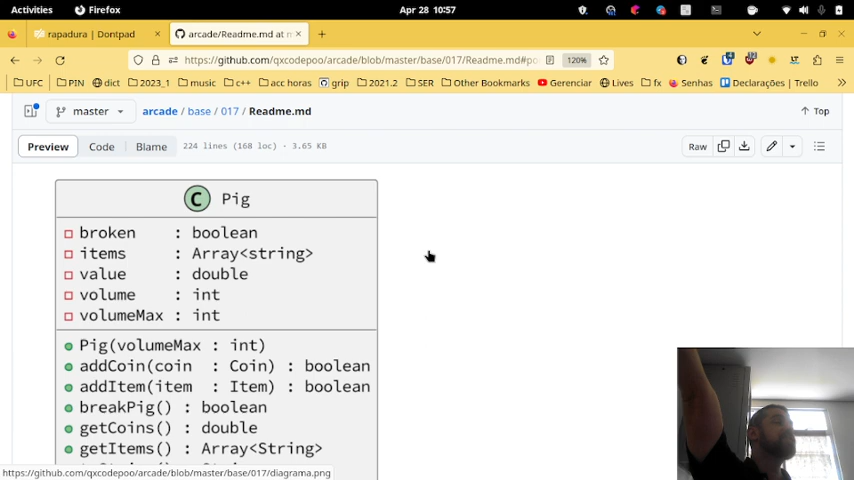 Activities Firefox Apr 28 10:57
rapadura | Dontpad × arcade/Readme.md at m × +
https://github.com/qxcodepoo/arcade/blob/master/base/017/Readme.md#po 120%
UFC PIN dict 2023_1 music c++ acc horas grip 2021.2 SER Other Bookmarks Gerenciar Lives fx Senhas Declarações | Trello
master arcade / base / 017 / Readme.md Top
Preview Code Blame 224 lines (168 loc) · 3.65 KB Raw
C Pig
broken : boolean
items : Array<string>
value : double
volume : int
volumeMax : int
Pig(volumeMax : int)
addCoin(coin : Coin) : boolean
addItem(item : Item) : boolean
breakPig() : boolean
getCoins() : double
getItems() : Array<String>
https://github.com/qxcodepoo/arcade/blob/master/base/017/diagrama.png